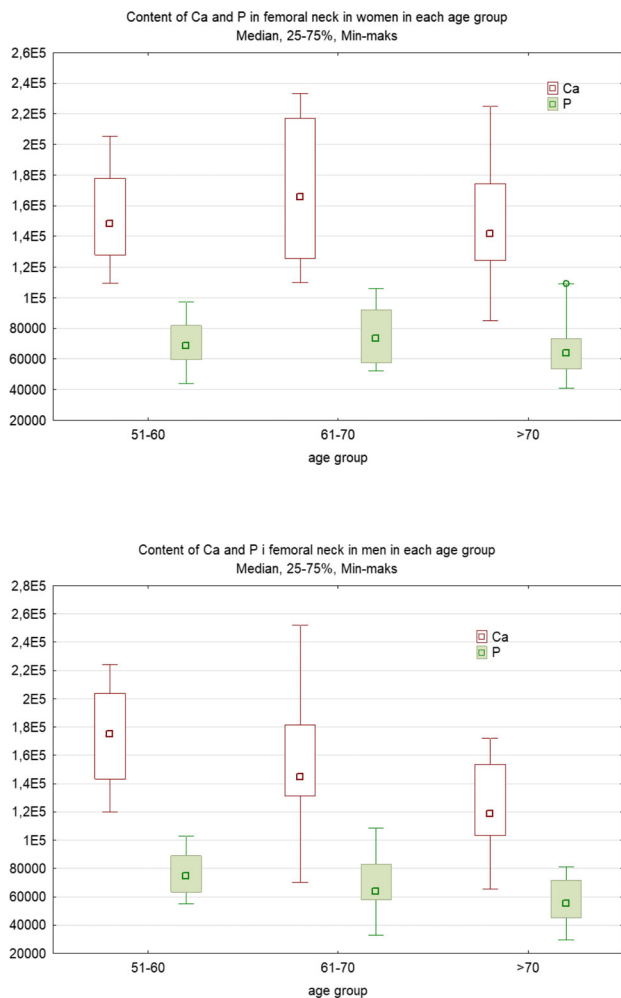 Content of Ca and P in femoral neck in women in each age group
Median, 25-75%, Min-maks
2,6E5
2,4E5
2,2E5
2E5
1,8E5
1,6E5
1,4E5
1,2E5
1E5
80000
60000
40000
20000
Ca
P
51-60 61-70 >70
age group
Content of Ca and P i femoral neck in men in each age group
Median, 25-75%, Min-maks
2,8E5
2,6E5
2,4E5
2,2E5
2E5
1,8E5
1,6E5
1,4E5
1,2E5
1E5
80000
60000
40000
20000
Ca
P
51-60 61-70 >70
age group